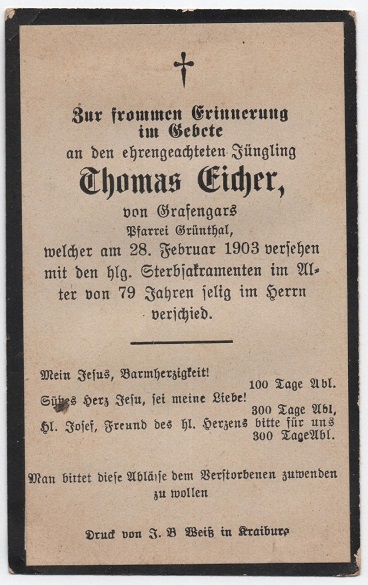 Zur frommen Erinnerung
im Gebete
an den ehrengeachteten Jüngling
Thomas Eicher,
von Grafengars
Pfarrei Grünthal,
welcher am 28. Februar 1903 versehen
mit den hlg. Sterbsakramenten im Al-
ter von 79 Jahren selig im Herrn
verschied.
Mein Jesus, Barmherzigkeit!
100 Tage Abl.
Süßes Herz Jesu, sei meine Liebe!
300 Tage Abl,
Hl. Josef, Freund des hl. Herzens bitte für uns
300 Tage Abl.
Man bittet diese Ablässe dem Verstorbenen zuwenden
zu wollen
Druck von J. B Weiß in Kraiburg